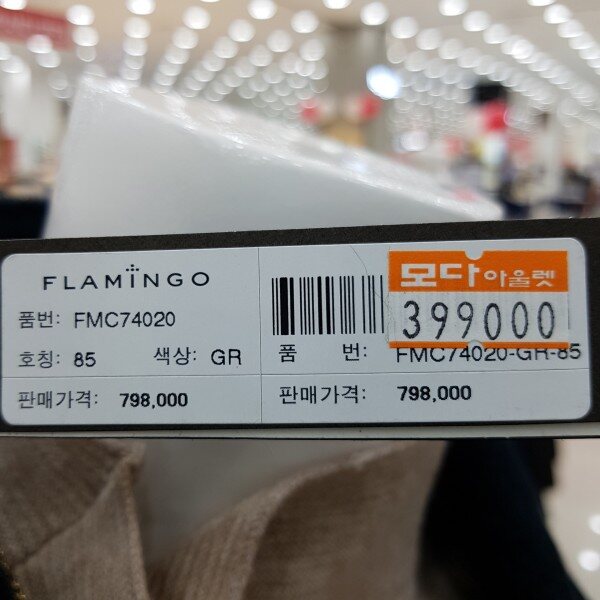 FLAMINGO
품번: FMC74020
호칭: 85 색상: GR
판매가격: 798,000
모다아울렛
399000
품 번: FMC74020-GR-85
판매가격: 798,000